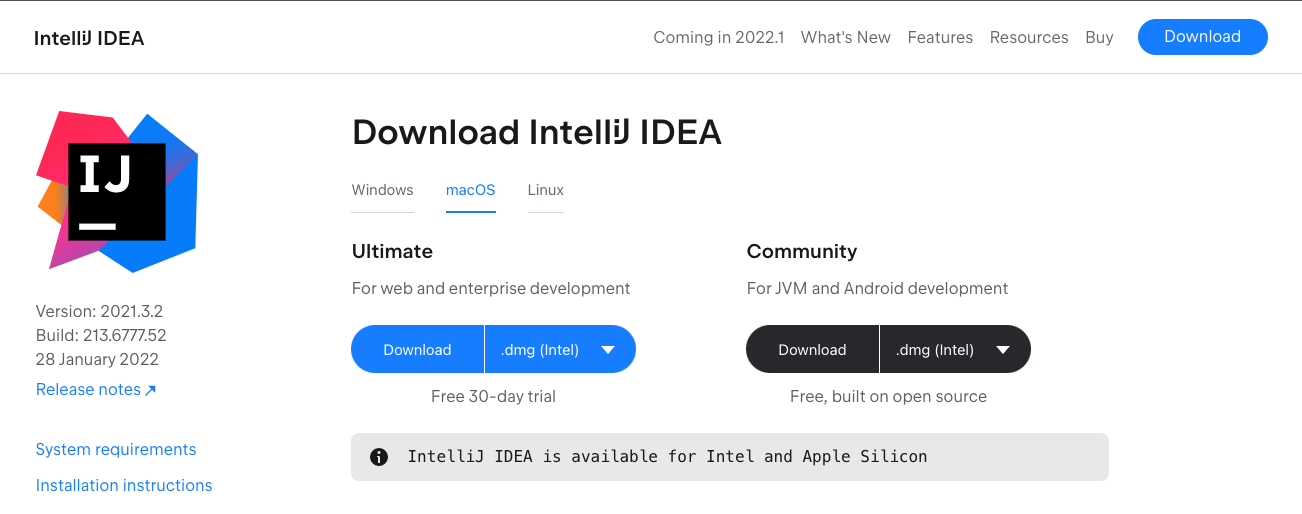 IntelliJ IDEA
Coming in 2022.1 What's New Features Resources Buy Download
IJ
Version: 2021.3.2
Build: 213.6777.52
28 January 2022
Release notes ↗
System requirements
Installation instructions
Download IntelliJ IDEA
Windows macOS Linux
Ultimate
For web and enterprise development
Download .dmg (Intel)
Free 30-day trial
Community
For JVM and Android development
Download .dmg (Intel)
Free, built on open source
IntelliJ IDEA is available for Intel and Apple Silicon